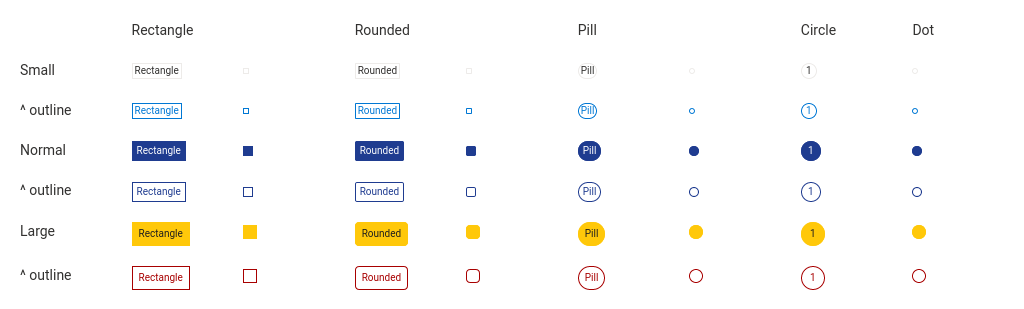 Rectangle Rounded Pill Circle Dot
Small Rectangle Rounded Pill 1
^ outline Rectangle Rounded Pill 1
Normal Rectangle Rounded Pill 1
^ outline Rectangle Rounded Pill 1
Large Rectangle Rounded Pill 1
^ outline Rectangle Rounded Pill 1